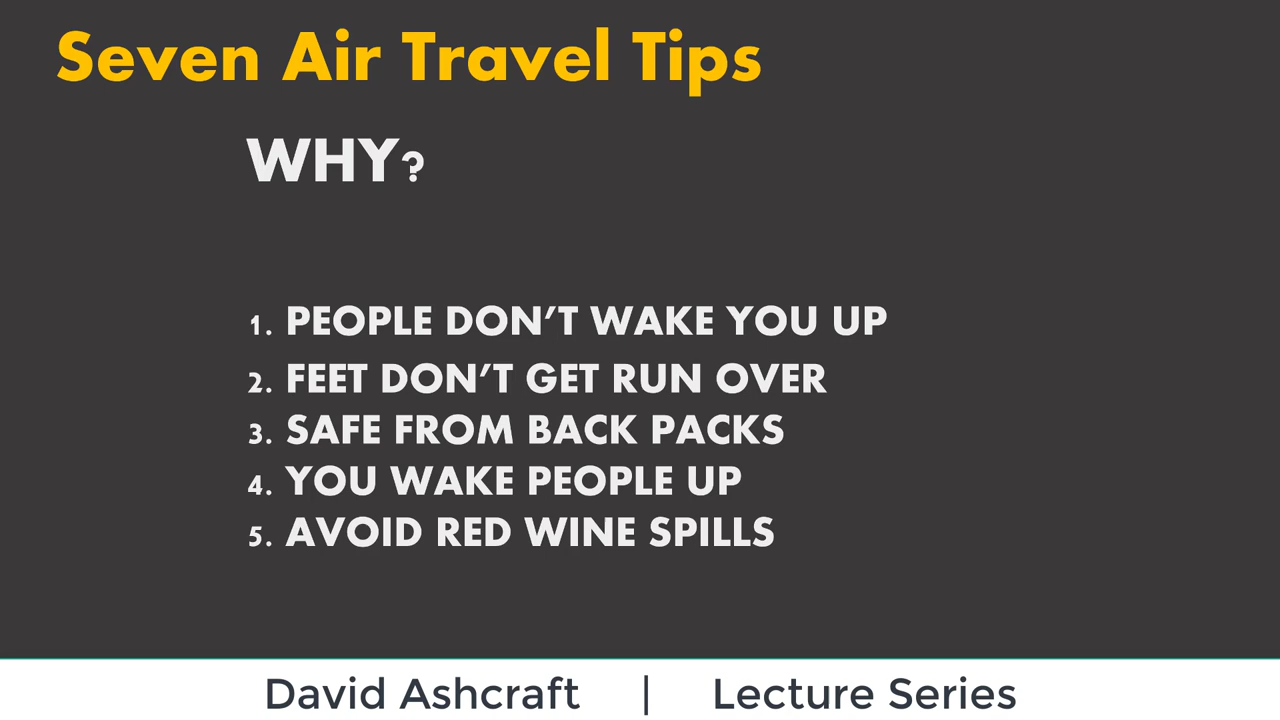 Seven Air Travel Tips
WHY?
1. PEOPLE DON'T WAKE YOU UP
2. FEET DON'T GET RUN OVER
3. SAFE FROM BACK PACKS
4. YOU WAKE PEOPLE UP
5. AVOID RED WINE SPILLS
David Ashcraft | Lecture Series